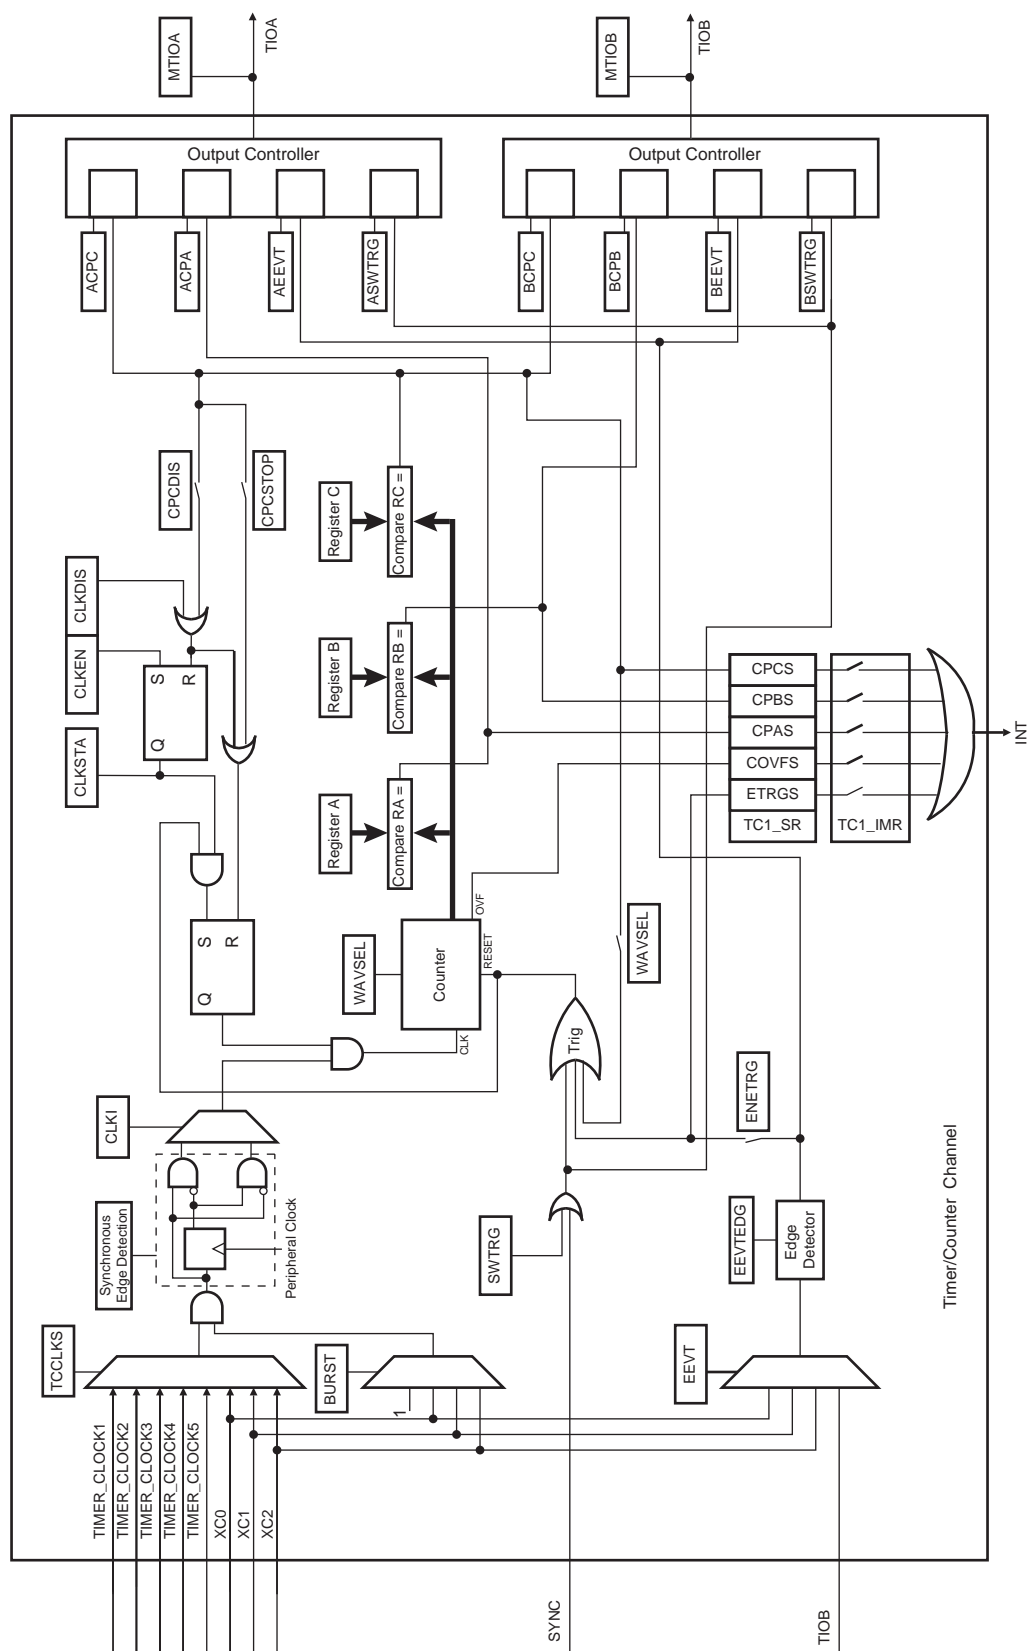 MTIOA
TIOA
MTIOB
TIOB
Output Controller
Output Controller
ACPC
ACPA
AEEVT
ASWTRG
BCPC
BCPB
BEEVT
BSWTRG
CPCDIS
CPCSTOP
Register C
Compare RC =
CLKDIS
CLKEN
CLKSTA
S
R
Q
Register B
Compare RB =
Register A
Compare RA =
CPCS
CPBS
CPAS
COVFS
ETRGS
TC1_SR
TC1_IMR
INT
S
R
Q
WAVSEL
Counter
OVF
RESET
CLK
WAVSEL
Trig
CLKI
ENETRG
Synchronous
Edge Detection
Peripheral Clock
SWTRG
EEVTEDG
Edge
Detector
Timer/Counter Channel
TCCLKS
BURST
1
EEVT
TIMER_CLOCK1
TIMER_CLOCK2
TIMER_CLOCK3
TIMER_CLOCK4
TIMER_CLOCK5
XC0
XC1
XC2
SYNC
TIOB